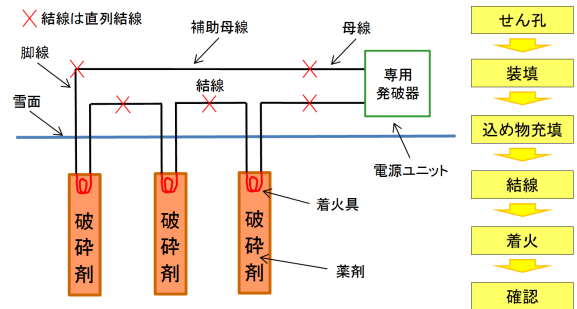 結線は直列結線
補助母線
母線
脚線
専用
発破器
結線
雪面
電源ユニット
着火具
破砕剤
破砕剤
破砕剤
薬剤
せん孔
装填
込め物充填
結線
着火
確認